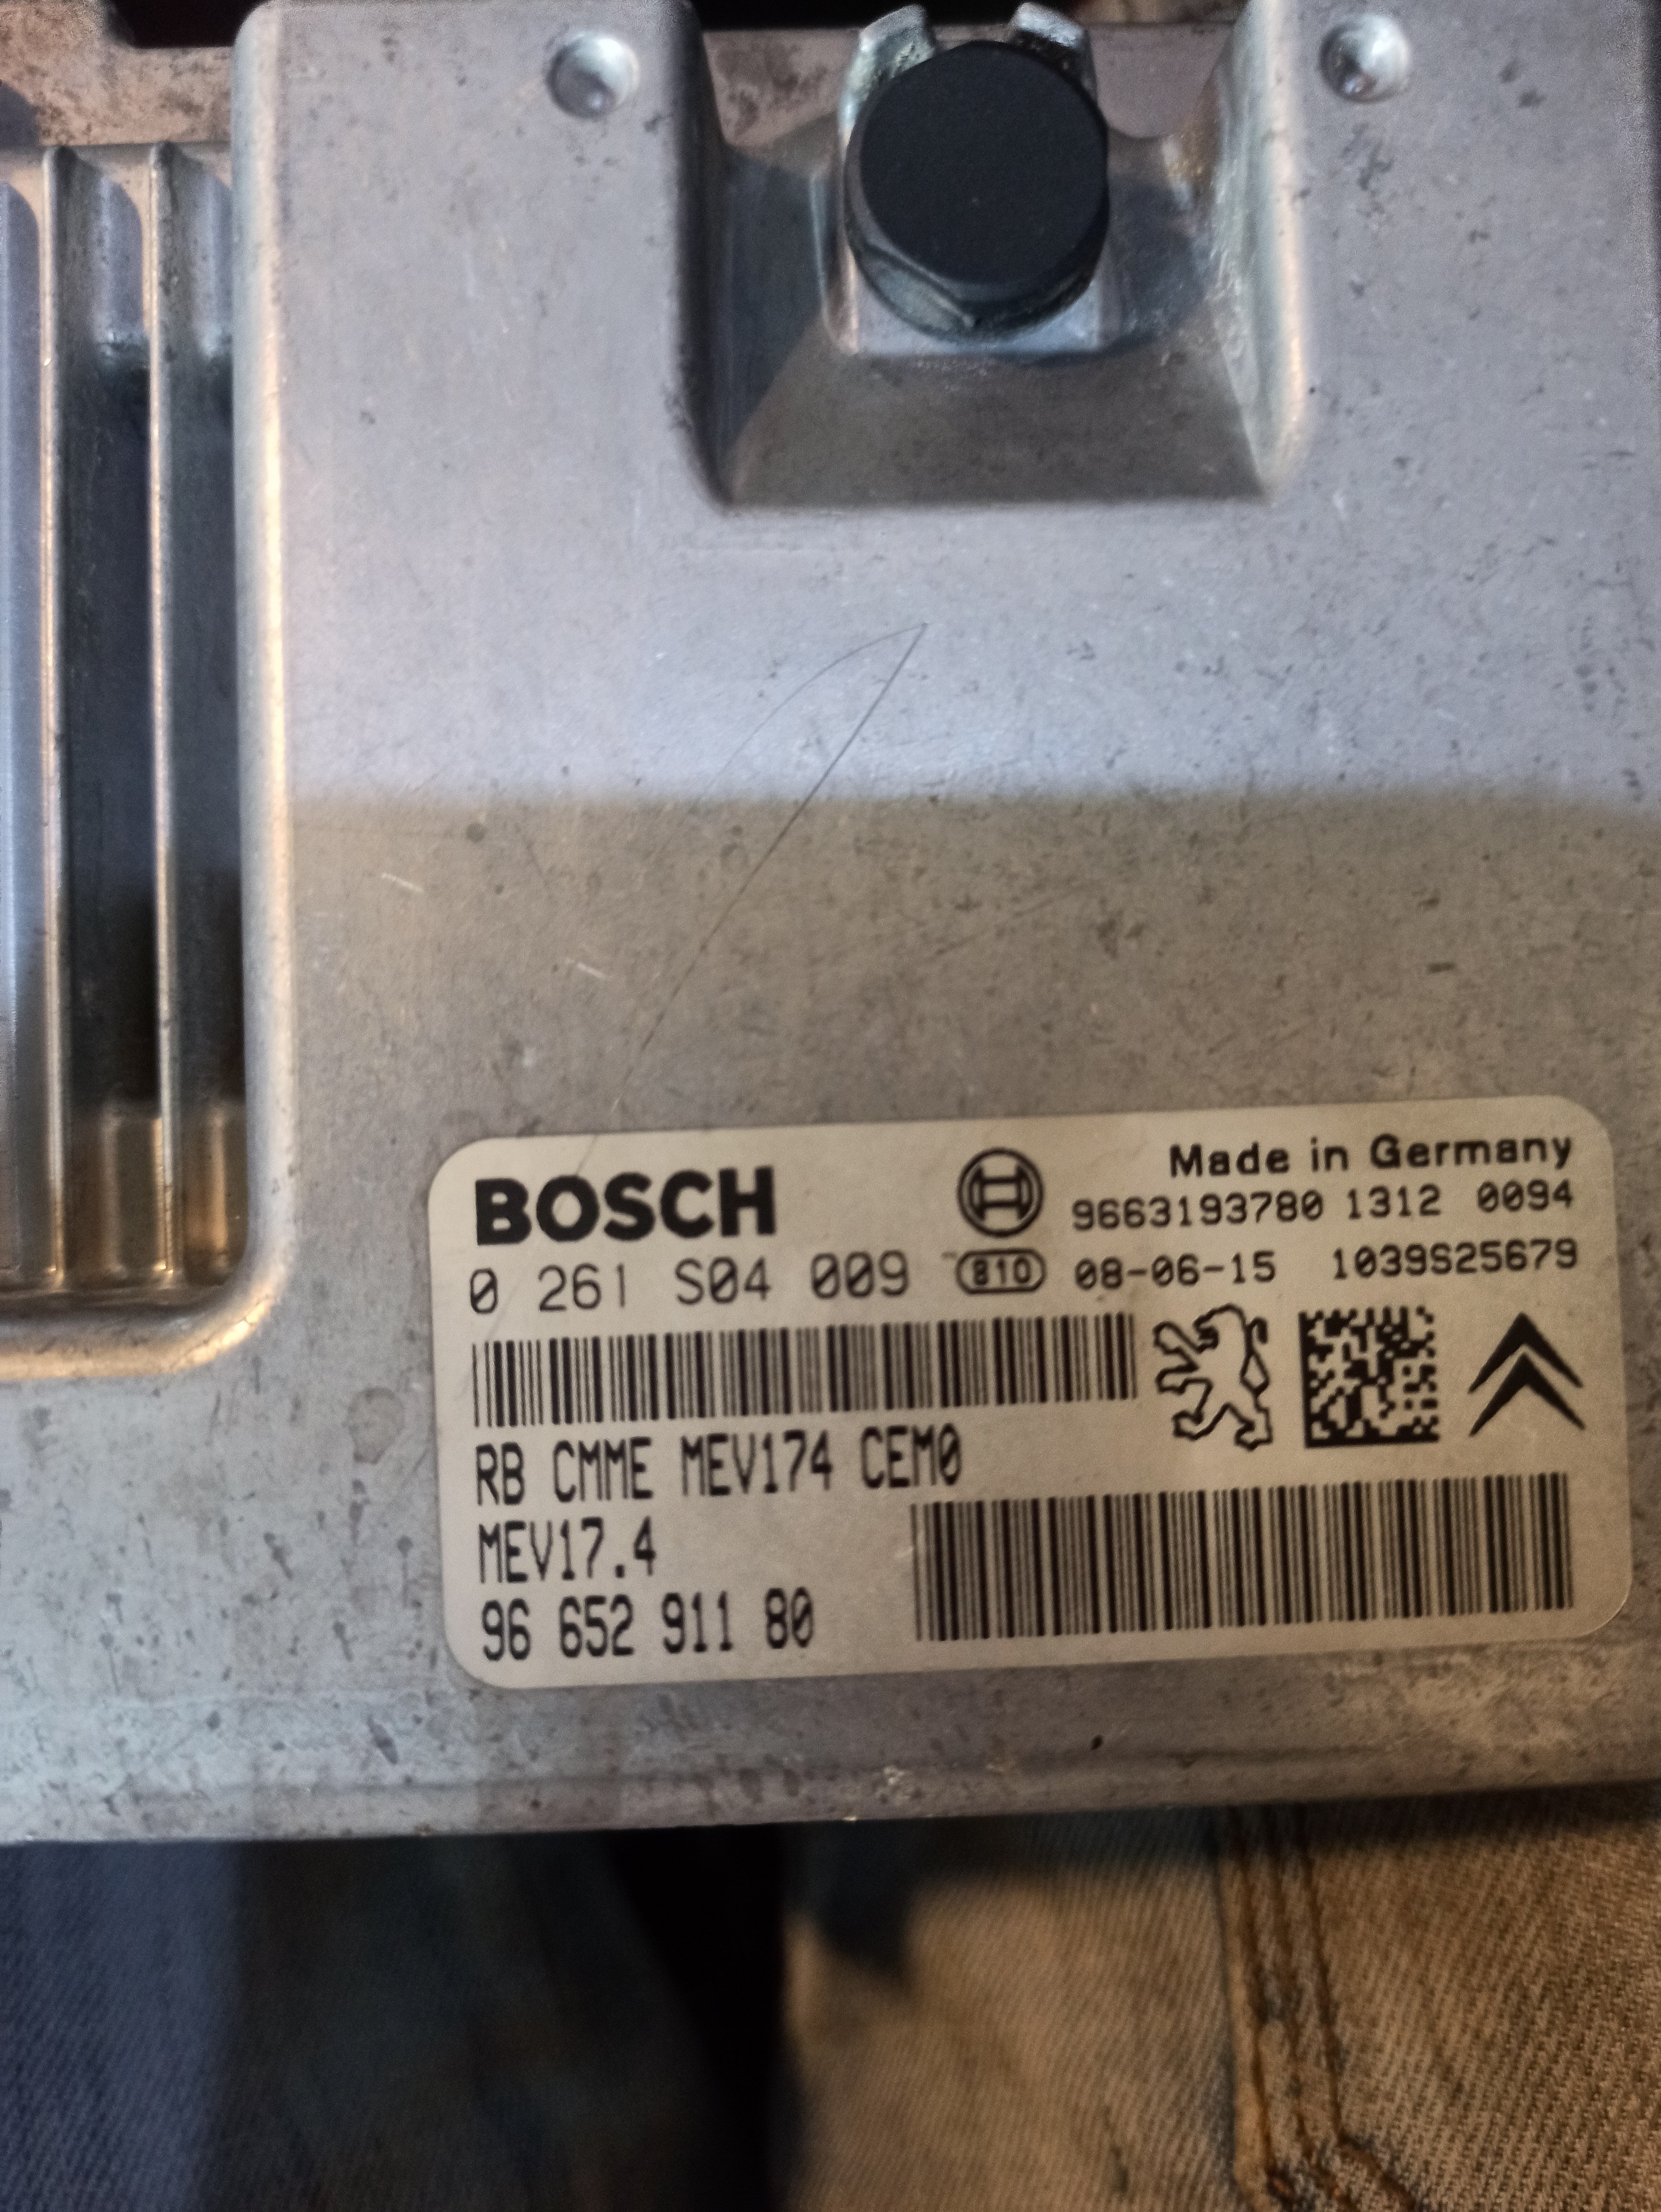 BOSCH
Made in Germany
9663193780 1312 0094
0 261 S04 009 810 08-06-15 1039S25679
RB CMME MEV174 CEM0
MEV17.4
96 652 911 80